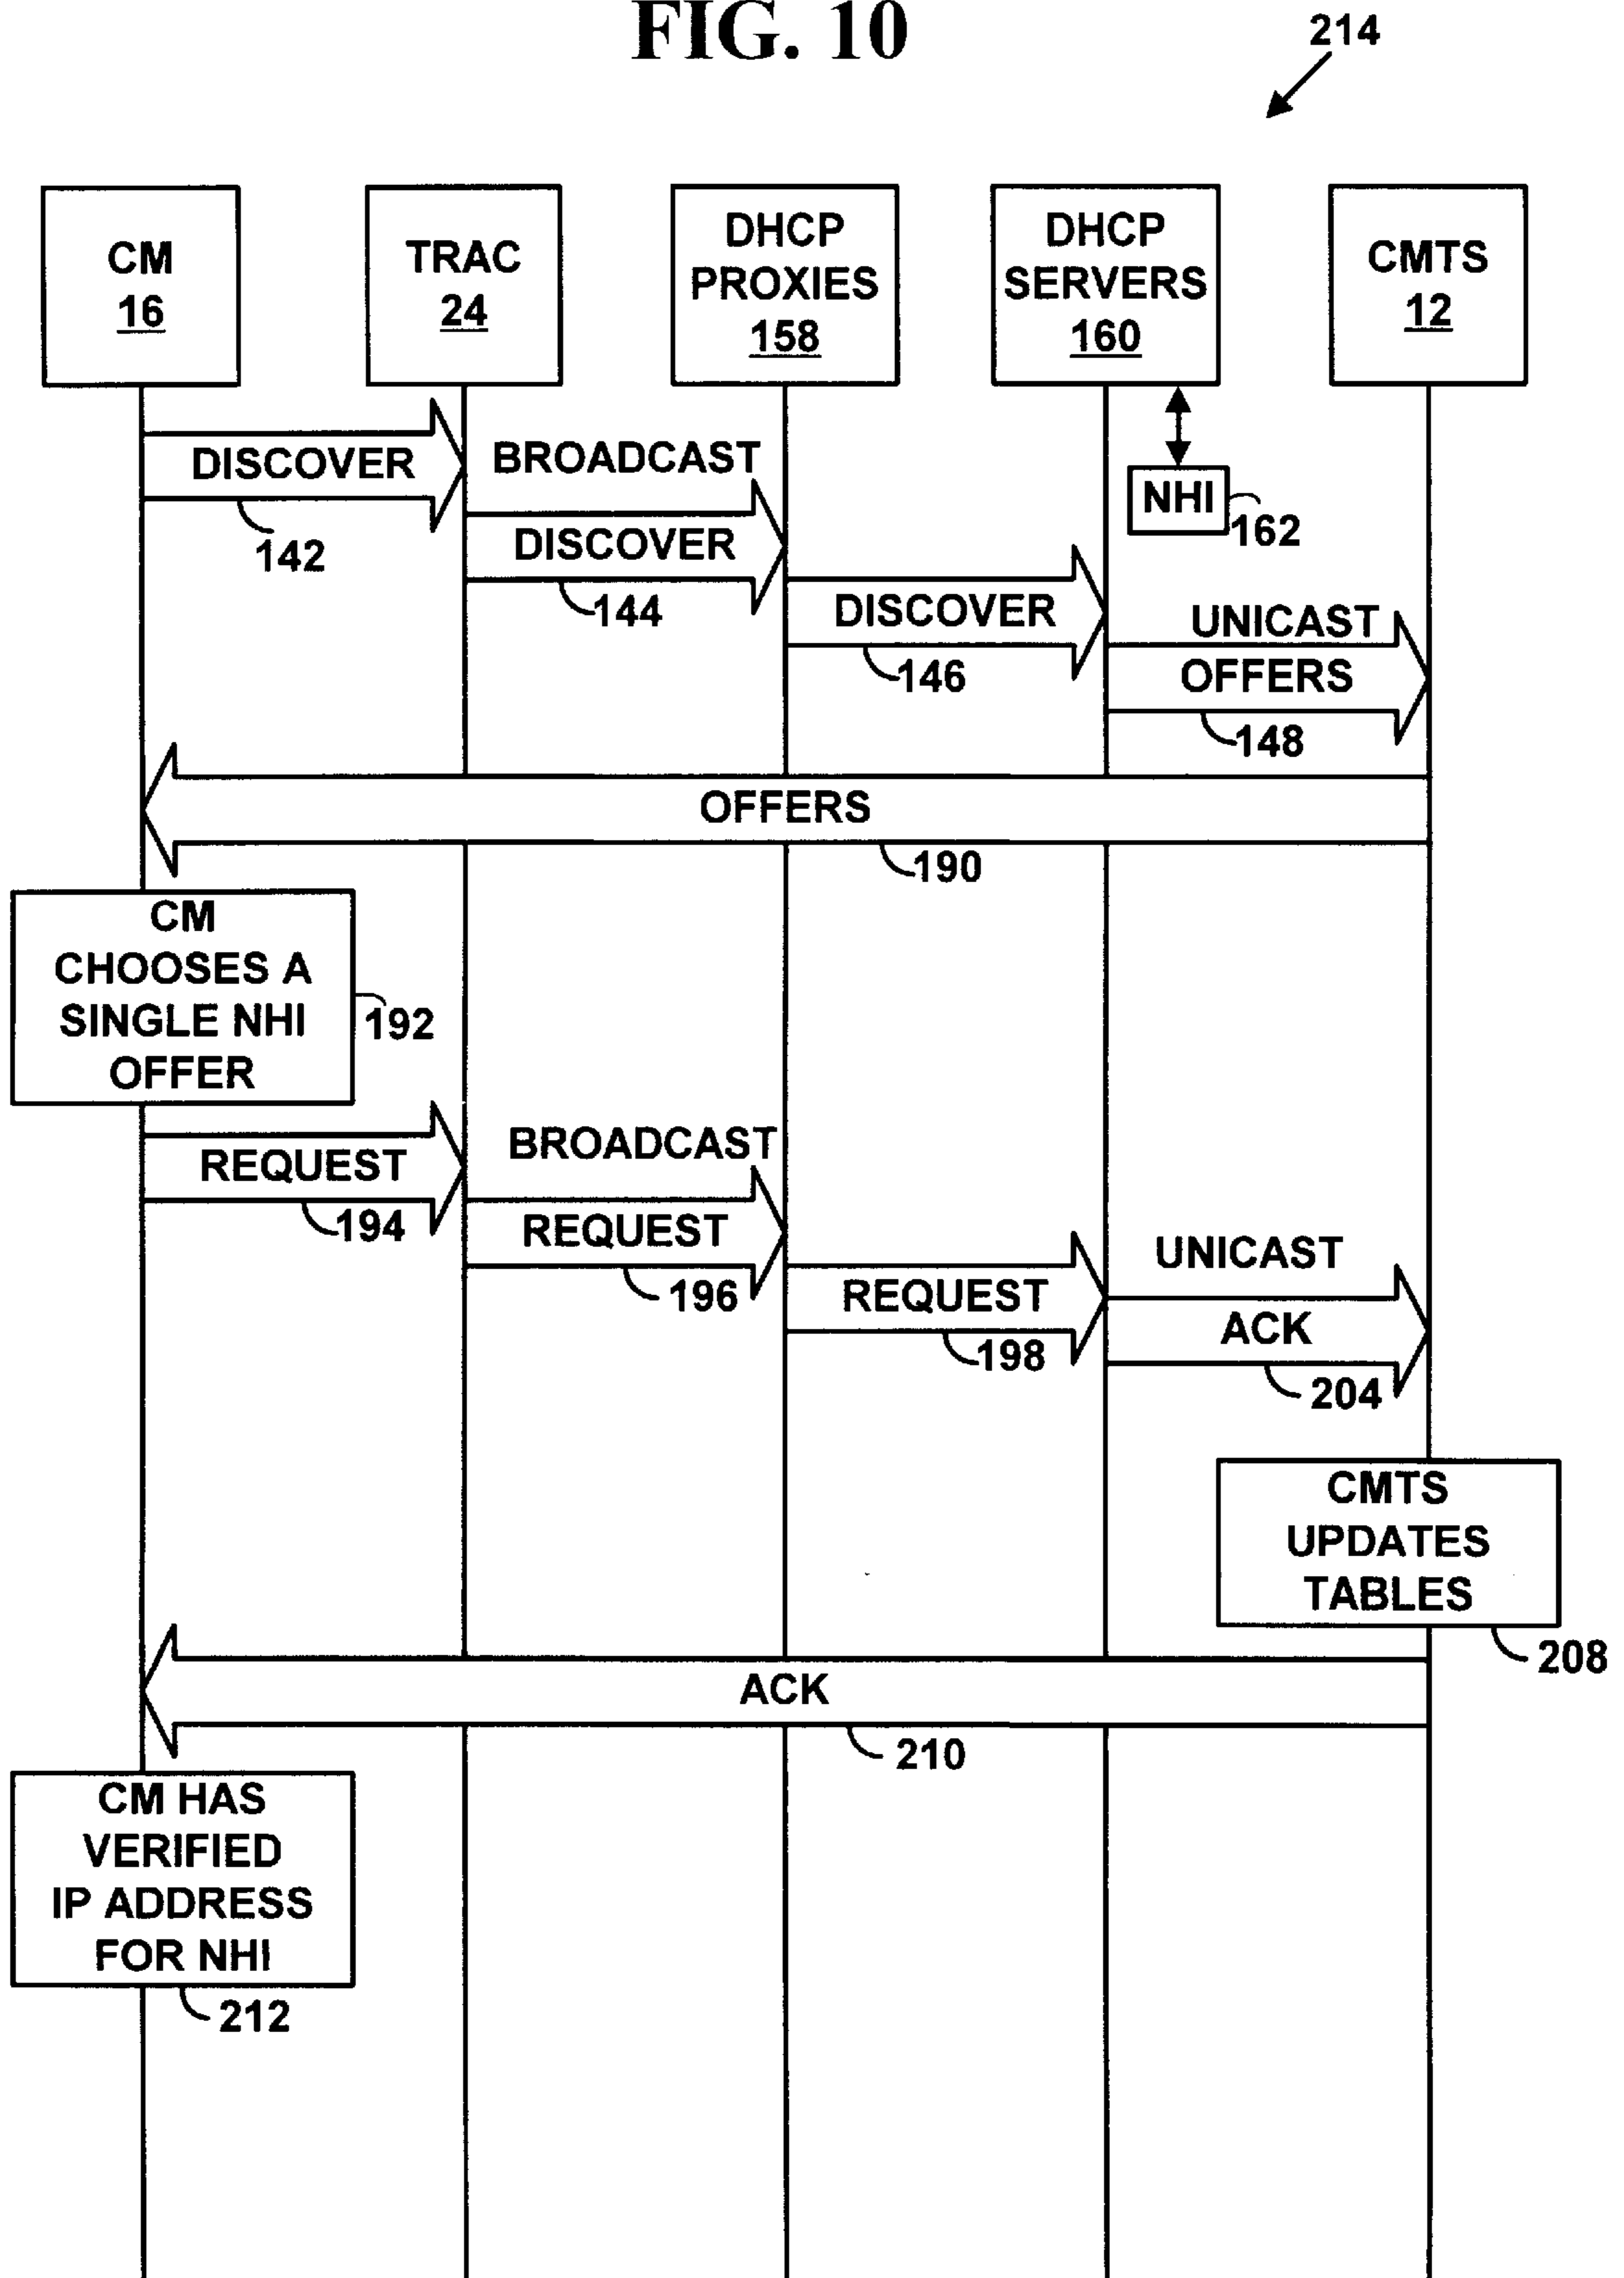 FIG. 10
214
CM
16
TRAC
24
DHCP
PROXIES
158
DHCP
SERVERS
160
CMTS
12
DISCOVER
142
BROADCAST
DISCOVER
144
NHI
162
DISCOVER
146
UNICAST
OFFERS
148
OFFERS
190
CM
CHOOSES A
SINGLE NHI
OFFER
192
REQUEST
194
BROADCAST
REQUEST
196
REQUEST
198
UNICAST
ACK
204
CMTS
UPDATES
TABLES
208
ACK
210
CM HAS
VERIFIED
IP ADDRESS
FOR NHI
212